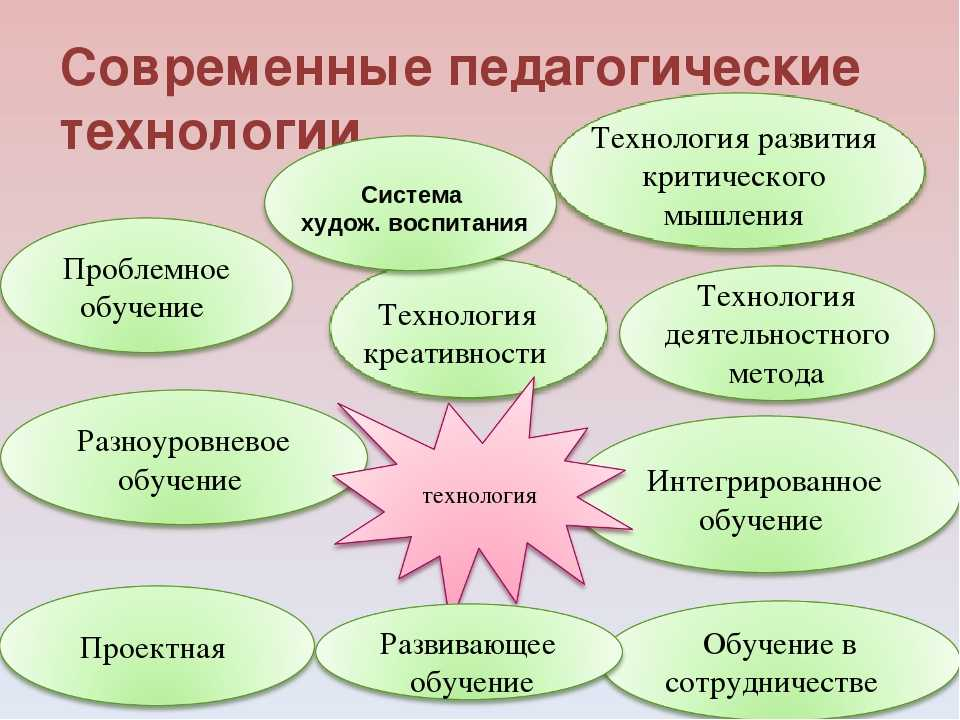 Современные педагогические
технологии
Система
худож. воспитания
Технология развития
критического
мышления
Проблемное
обучение
Технология
креативности
Технология
деятельностного
метода
Разноуровневое
обучение
технология
Интегрированное
обучение
Проектная
Развивающее
обучение
Обучение в
сотрудничестве